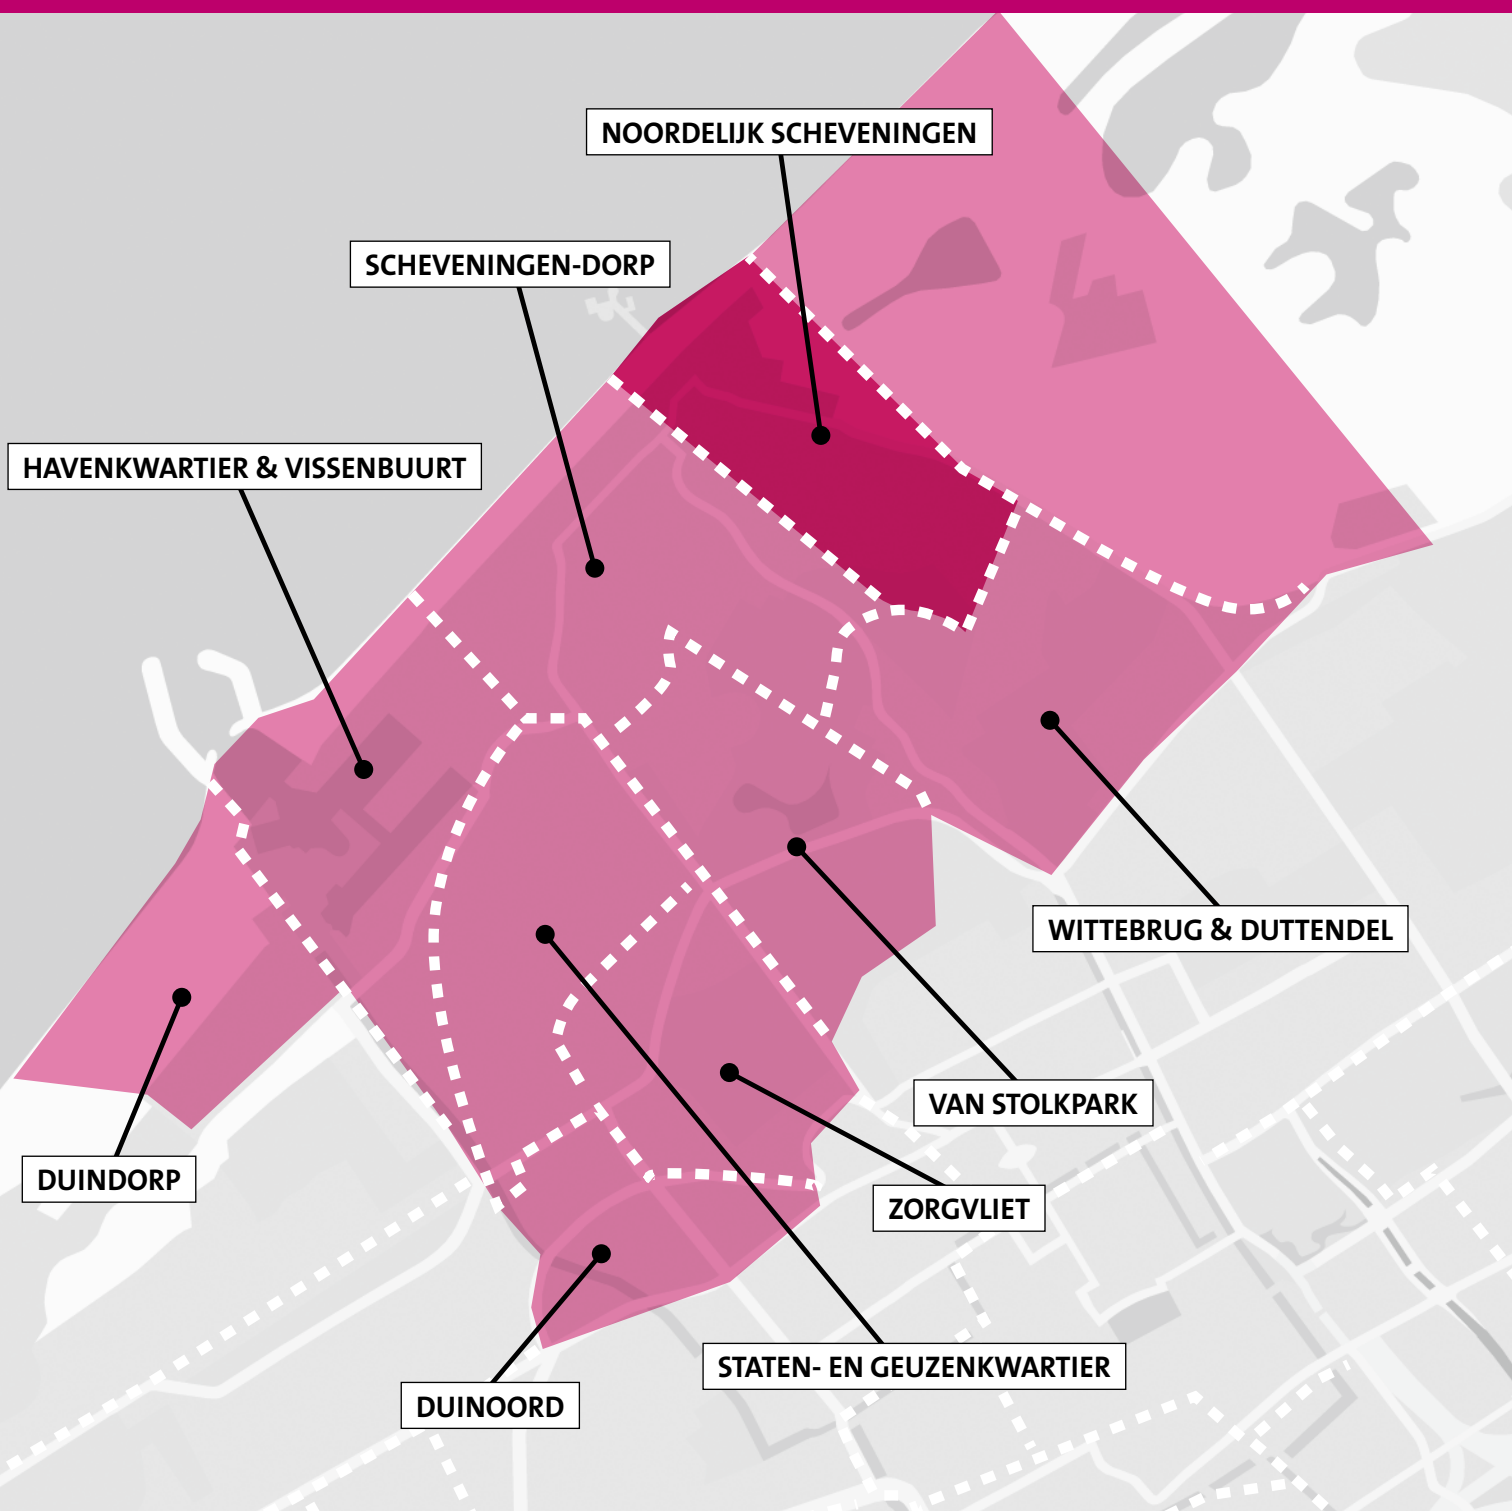 NOORDELIJK SCHEVENINGEN
SCHEVENINGEN-DORP
HAVENKWARTIER & VISSENBUURT
WITTEBRUG & DUTTENDEL
VAN STOLKPARK
DUINDORP
ZORGVLIET
STATEN- EN GEUZENKWARTIER
DUINOORD